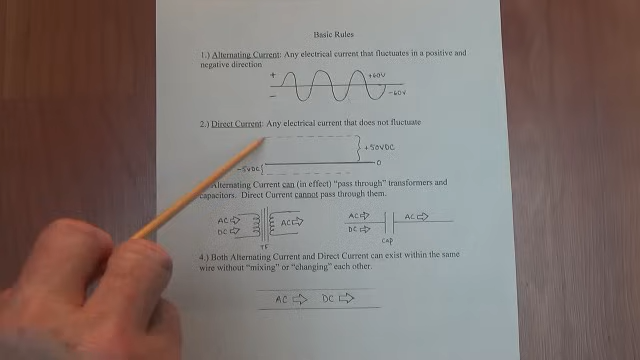 Basic Rules
1.) Alternating Current: Any electrical current that fluctuates in a positive and
negative direction
+
+60V
−
−60V
2.) Direct Current: Any electrical current that does not fluctuate
+50VDC
0
−5VDC
Alternating Current can (in effect) “pass through” transformers and
capacitors. Direct Current cannot pass through them.
AC AC AC AC
DC DC
TF CAP
4.) Both Alternating Current and Direct Current can exist within the same
wire without “mixing” or “changing” each other.
AC DC